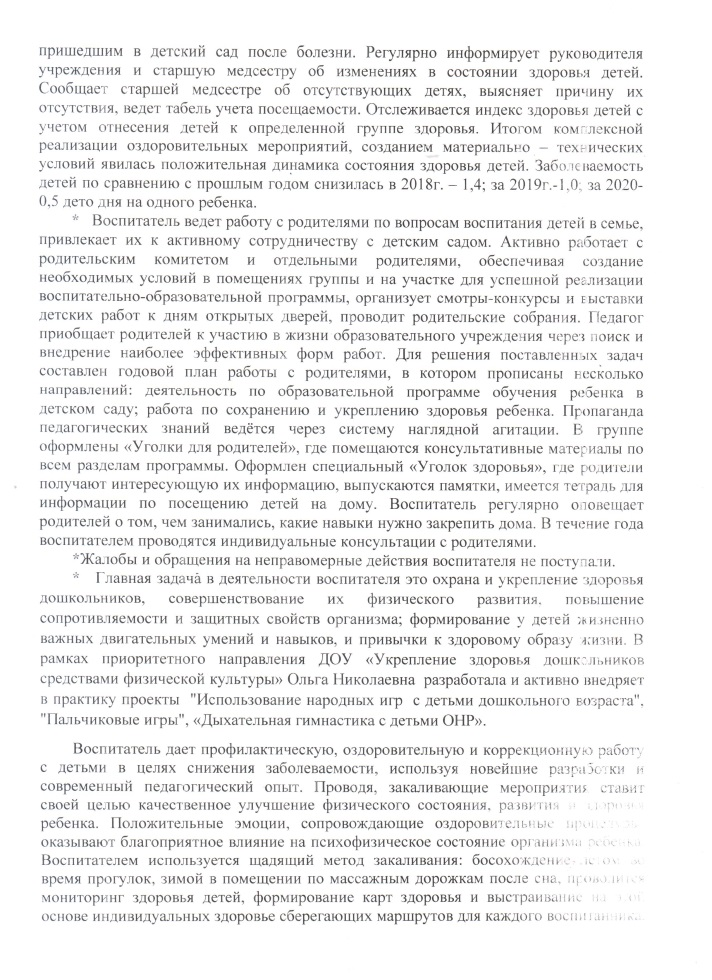 пришедшим в детский сад после болезни. Регулярно информирует руководителя
учреждения и старшую медсестру об изменениях в состоянии здоровья детей.
Сообщает старшей медсестре об отсутствующих детях, выясняет причину их
отсутствия, ведет табель учета посещаемости. Отслеживается индекс здоровья детей с
учетом отнесения детей к определенной группе здоровья. Итогом комплексной
реализации оздоровительных мероприятий, созданием материально – технических
условий явилась положительная динамика состояния здоровья детей. Заболеваемость
детей по сравнению с прошлым годом снизилась в 2018г. – 1,4; за 2019г.-1,0; за 2020-
0,5 дето дня на одного ребенка.
* Воспитатель ведет работу с родителями по вопросам воспитания детей в семье,
привлекает их к активному сотрудничеству с детским садом. Активно работает с
родительским комитетом и отдельными родителями, обеспечивая создание
необходимых условий в помещениях группы и на участке для успешной реализации
воспитательно-образовательной программы, организует смотры-конкурсы и выставки
детских работ к дням открытых дверей, проводит родительские собрания. Педагог
приобщает родителей к участию в жизни образовательного учреждения через поиск и
внедрение наиболее эффективных форм работ. Для решения поставленных задач
составлен годовой план работы с родителями, в котором прописаны несколько
направлений: деятельность по образовательной программе обучения ребенка в
детском саду; работа по сохранению и укреплению здоровья ребенка. Пропаганда
педагогических знаний ведётся через систему наглядной агитации. В группе
оформлены «Уголки для родителей», где помещаются консультативные материалы по
всем разделам программы. Оформлен специальный «Уголок здоровья», где родители
получают интересующую их информацию, выпускаются памятки, имеется тетрадь для
информации по посещению детей на дому. Воспитатель регулярно оповещает
родителей о том, чем занимались, какие навыки нужно закрепить дома. В течение года
воспитателем проводятся индивидуальные консультации с родителями.
*Жалобы и обращения на неправомерные действия воспитателя не поступали.
* Главная задача в деятельности воспитателя это охрана и укрепление здоровья
дошкольников, совершенствование их физического развития. повышение
сопротивляемости и защитных свойств организма; формирование у детей жизненно
важных двигательных умений и навыков, и привычки к здоровому образу жизни. В
рамках приоритетного направления ДОУ «Укрепление здоровья дошкольников
средствами физической культуры» Ольга Николаевна разработала и активно внедряет
в практику проекты "Использование народных игр с детьми дошкольного возраста",
"Пальчиковые игры", «Дыхательная гимнастика с детьми ОНР».
Воспитатель дает профилактическую, оздоровительную и коррекционную работу
с детьми в целях снижения заболеваемости, используя новейшие разработки и
современный педагогический опыт. Проводя, закаливающие мероприятия ставит
своей целью качественное улучшение физического состояния, развития и здоровья
ребенка. Положительные эмоции, сопровождающие оздоровительные
оказывают благоприятное влияние на психофизическое состояние организма ребенка.
Воспитателем используется щадящий метод закаливания: босохождение летом во
время прогулок, зимой в помещении по массажным дорожкам после сна, проводится
мониторинг здоровья детей, формирование карт здоровья и выстраивание на
основе индивидуальных здоровье сберегающих маршрутов для каждого воспитанника.